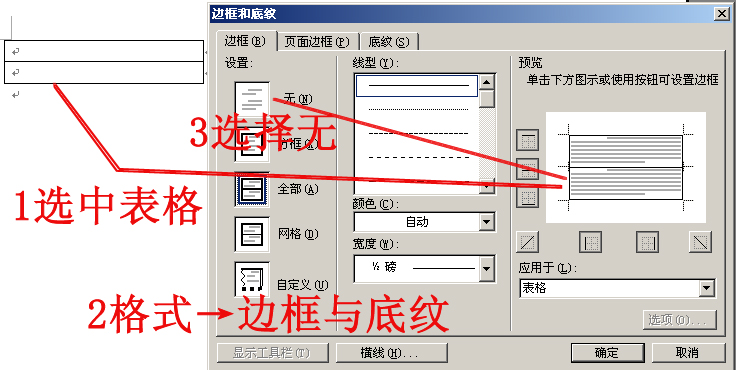 边框和底纹
边框(B) 页面边框(P) 底纹(S)
设置:
无(N)
方框(X)
全部(A)
网格(D)
自定义(U)
线型(Y):
颜色(C):
自动
宽度(W):
½ 磅
预览
单击下方图示或使用按钮可设置边框
应用于(L):
表格
选项(O)...
显示工具栏(T) 横线(H)... 确定 取消
1选中表格
2格式→边框与底纹
3选择无